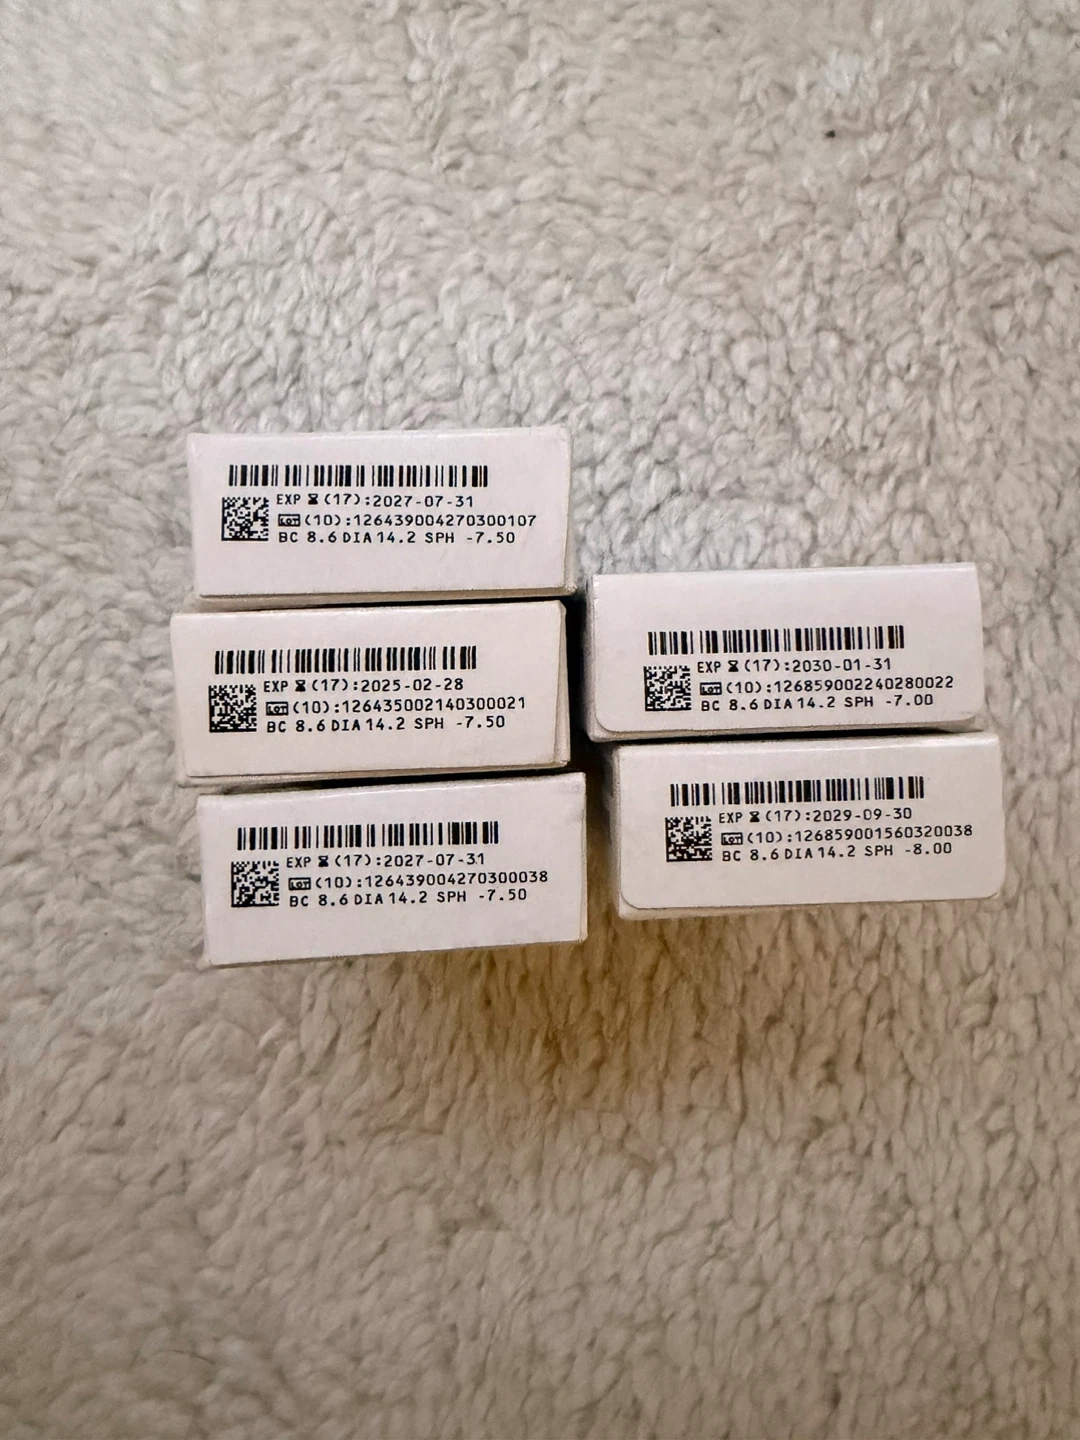 EXP (17):2027-07-31
LOT (10):126439004270300107
BC 8.6 DIA 14.2 SPH -7.50
EXP (17):2025-02-28
LOT (10):126435002140300021
BC 8.6 DIA 14.2 SPH -7.50
EXP (17):2027-07-31
LOT (10):126439004270300038
BC 8.6 DIA 14.2 SPH -7.50
EXP (17):2030-01-31
LOT (10):126859002240280022
BC 8.6 DIA 14.2 SPH -7.00
EXP (17):2029-09-30
LOT (10):126859001560320038
BC 8.6 DIA 14.2 SPH -8.00